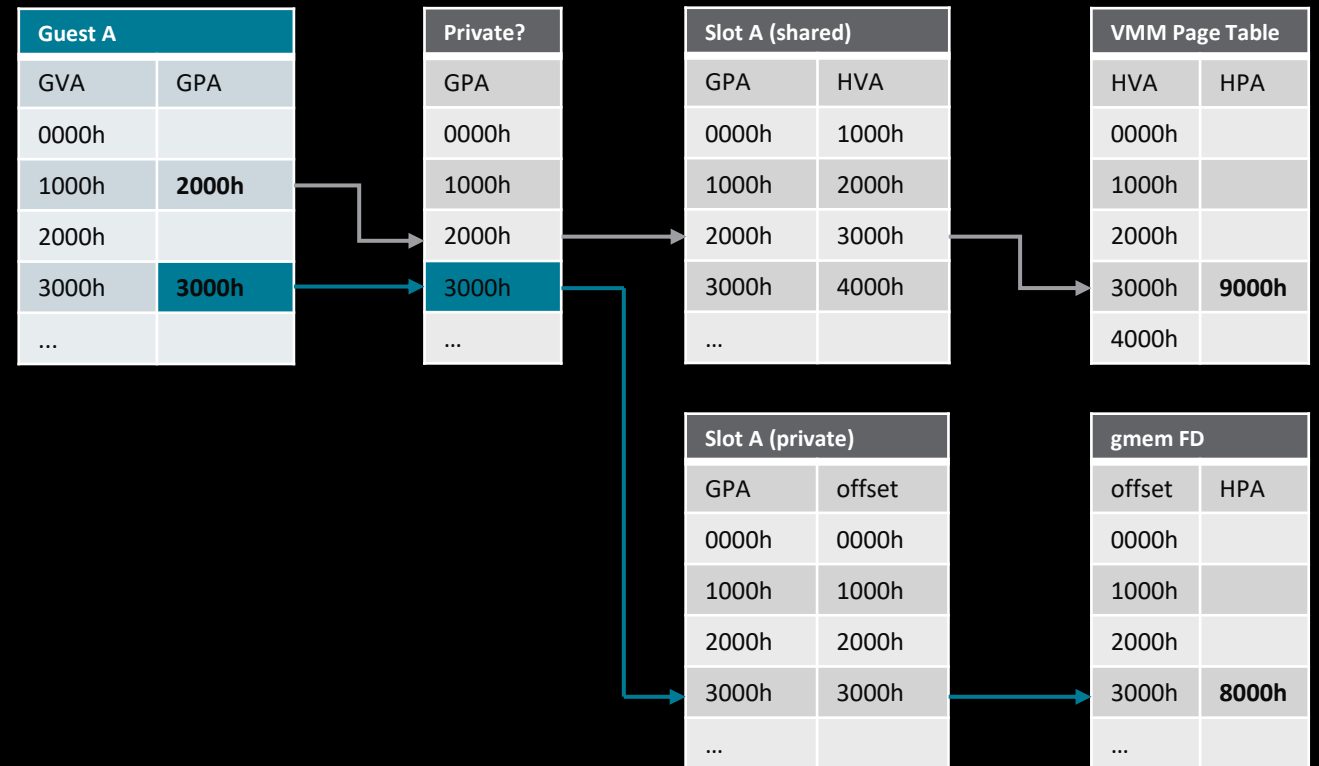 Guest A
GVA GPA
0000h
1000h 2000h
2000h
3000h 3000h
...
Private?
GPA
0000h
1000h
2000h
3000h
...
Slot A (shared)
GPA HVA
0000h 1000h
1000h 2000h
2000h 3000h
3000h 4000h
...
VMM Page Table
HVA HPA
0000h
1000h
2000h
3000h 9000h
4000h
Slot A (private)
GPA offset
0000h 0000h
1000h 1000h
2000h 2000h
3000h 3000h
...
gmem FD
offset HPA
0000h
1000h
2000h
3000h 8000h
...